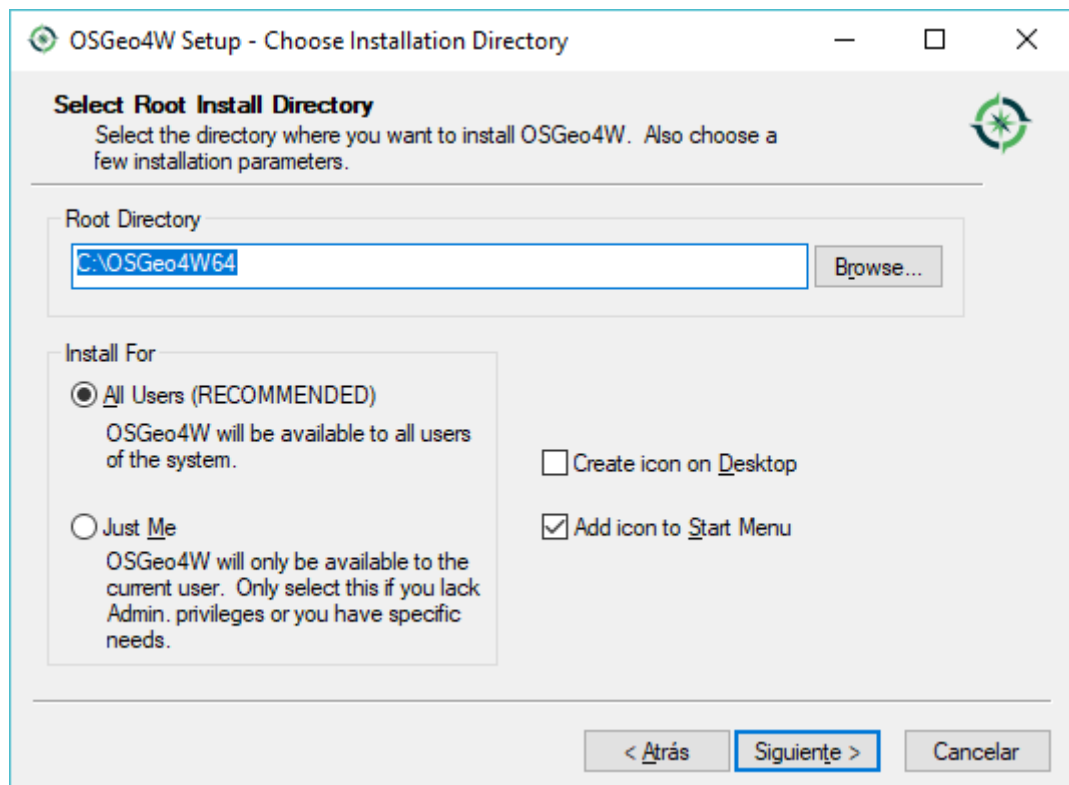 OSGeo4W Setup - Choose Installation Directory
Select Root Install Directory
Select the directory where you want to install OSGeo4W.  Also choose a
few installation parameters.
Root Directory
C:\OSGeo4W64
Browse...
Install For
All Users (RECOMMENDED)
OSGeo4W will be available to all users
of the system.
Create icon on Desktop
Just Me
Add icon to Start Menu
OSGeo4W will only be available to the
current user.  Only select this if you lack
Admin. privileges or you have specific
needs.
< Atrás
Siguiente >
Cancelar